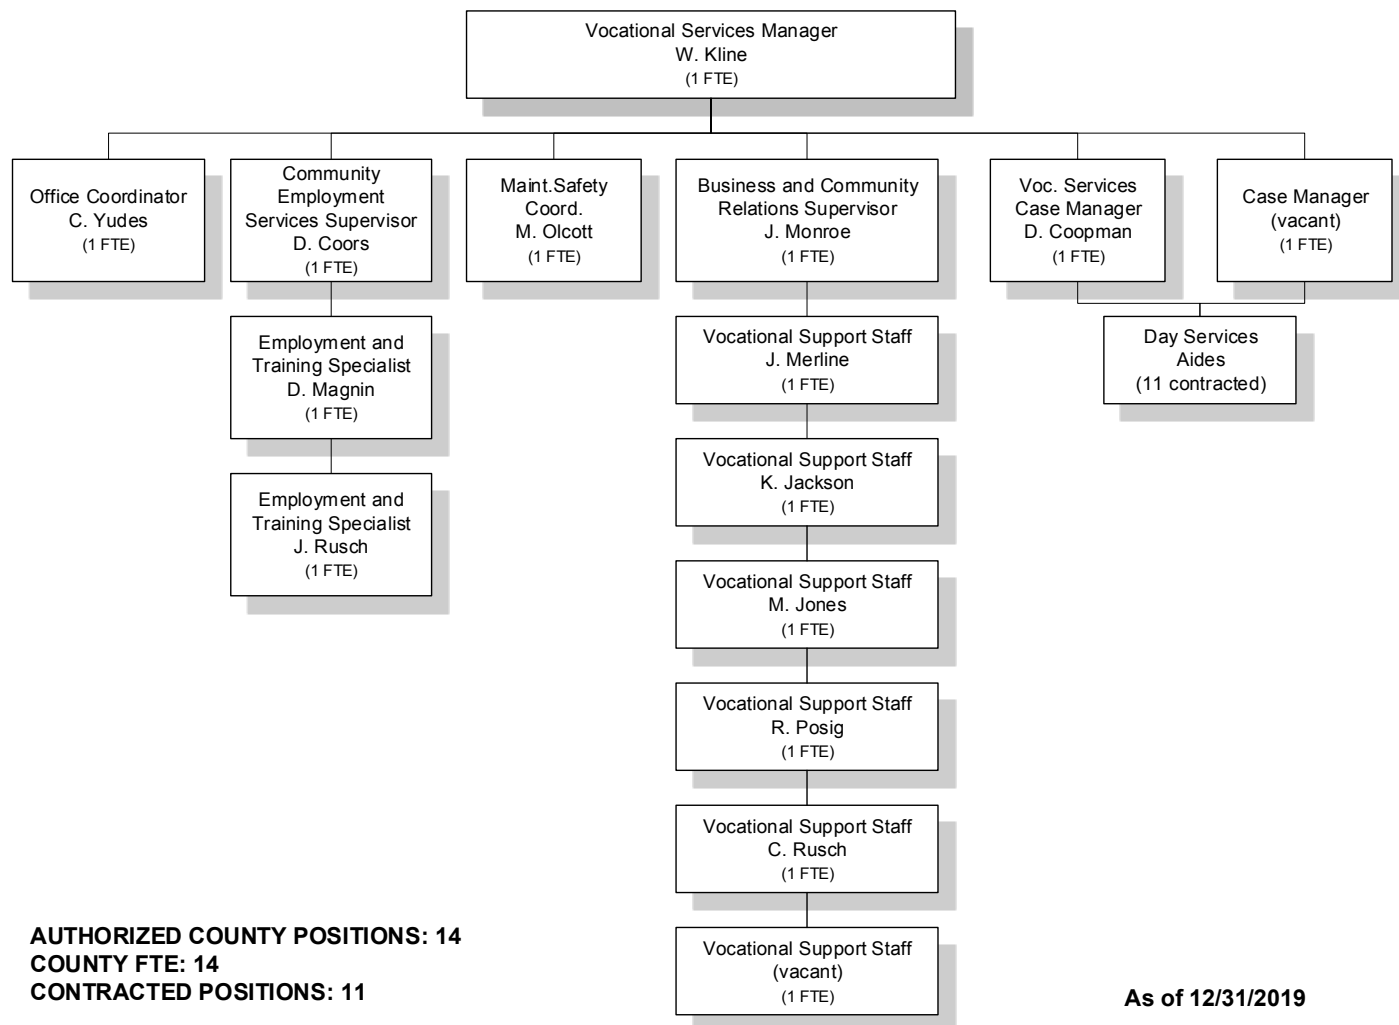 Vocational Services Manager
W. Kline
(1 FTE)
Office Coordinator
C. Yudes
(1 FTE)
Community
Employment
Services Supervisor
D. Coors
(1 FTE)
Maint.Safety
Coord.
M. Olcott
(1 FTE)
Business and Community
Relations Supervisor
J. Monroe
(1 FTE)
Voc. Services
Case Manager
D. Coopman
(1 FTE)
Case Manager
(vacant)
(1 FTE)
Employment and
Training Specialist
D. Magnin
(1 FTE)
Employment and
Training Specialist
J. Rusch
(1 FTE)
Vocational Support Staff
J. Merline
(1 FTE)
Vocational Support Staff
K. Jackson
(1 FTE)
Vocational Support Staff
M. Jones
(1 FTE)
Vocational Support Staff
R. Posig
(1 FTE)
Vocational Support Staff
C. Rusch
(1 FTE)
Vocational Support Staff
(vacant)
(1 FTE)
Day Services
Aides
(11 contracted)
AUTHORIZED COUNTY POSITIONS: 14
COUNTY FTE: 14
CONTRACTED POSITIONS: 11
As of 12/31/2019